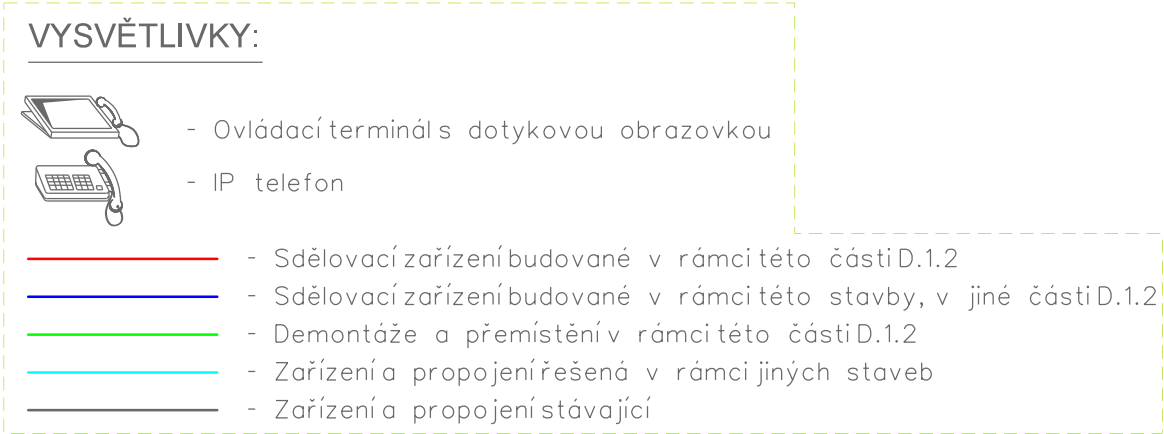 VYSVĚTLIVKY:
- Ovládací terminál s dotykovou obrazovkou
- IP telefon
- Sdělovací zařízení budované v rámci této části D.1.2
- Sdělovací zařízení budované v rámci této stavby, v jiné části D.1.2
- Demontáže a přemístění v rámci této části D.1.2
- Zařízení a propojení řešená v rámci jiných staveb
- Zařízení a propojení stávající